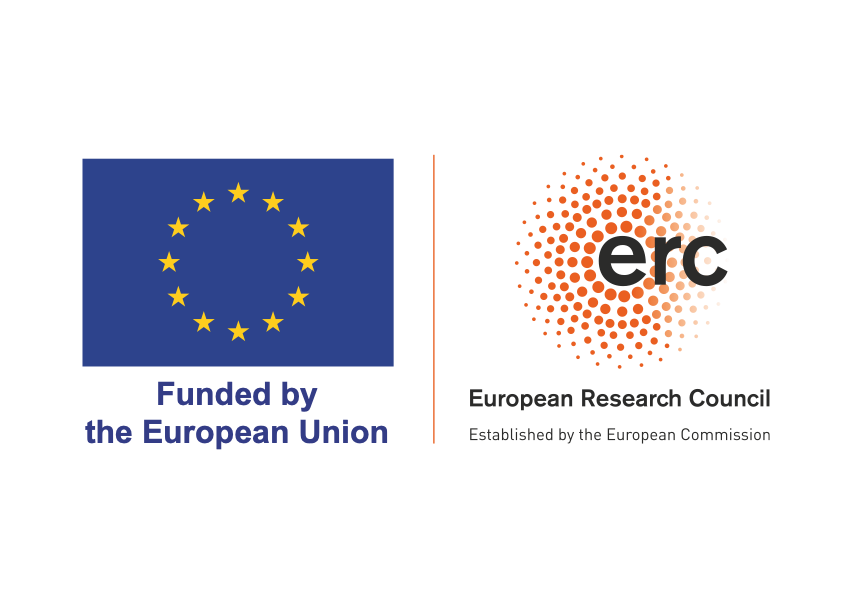 Funded by
the European Union
erc
European Research Council
Established by the European Commission